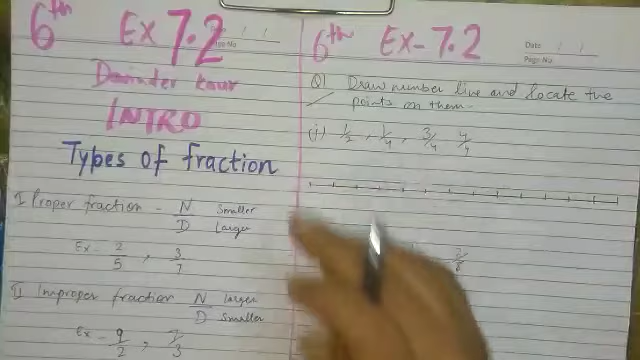 6th Ex 7.2
Page No
Davinder Kaur
INTRO
Types of fraction
I Proper fraction - N/D smaller
larger
Ex - 2/5 , 3/7
II Improper fraction N/D larger
smaller
Ex - 9/2 , 7/3
6th Ex - 7.2
Date / /
Page No.
Q1 Draw number line and locate the
points on them -
(i) 1/2 , 1/4 , 3/4 , 4/4